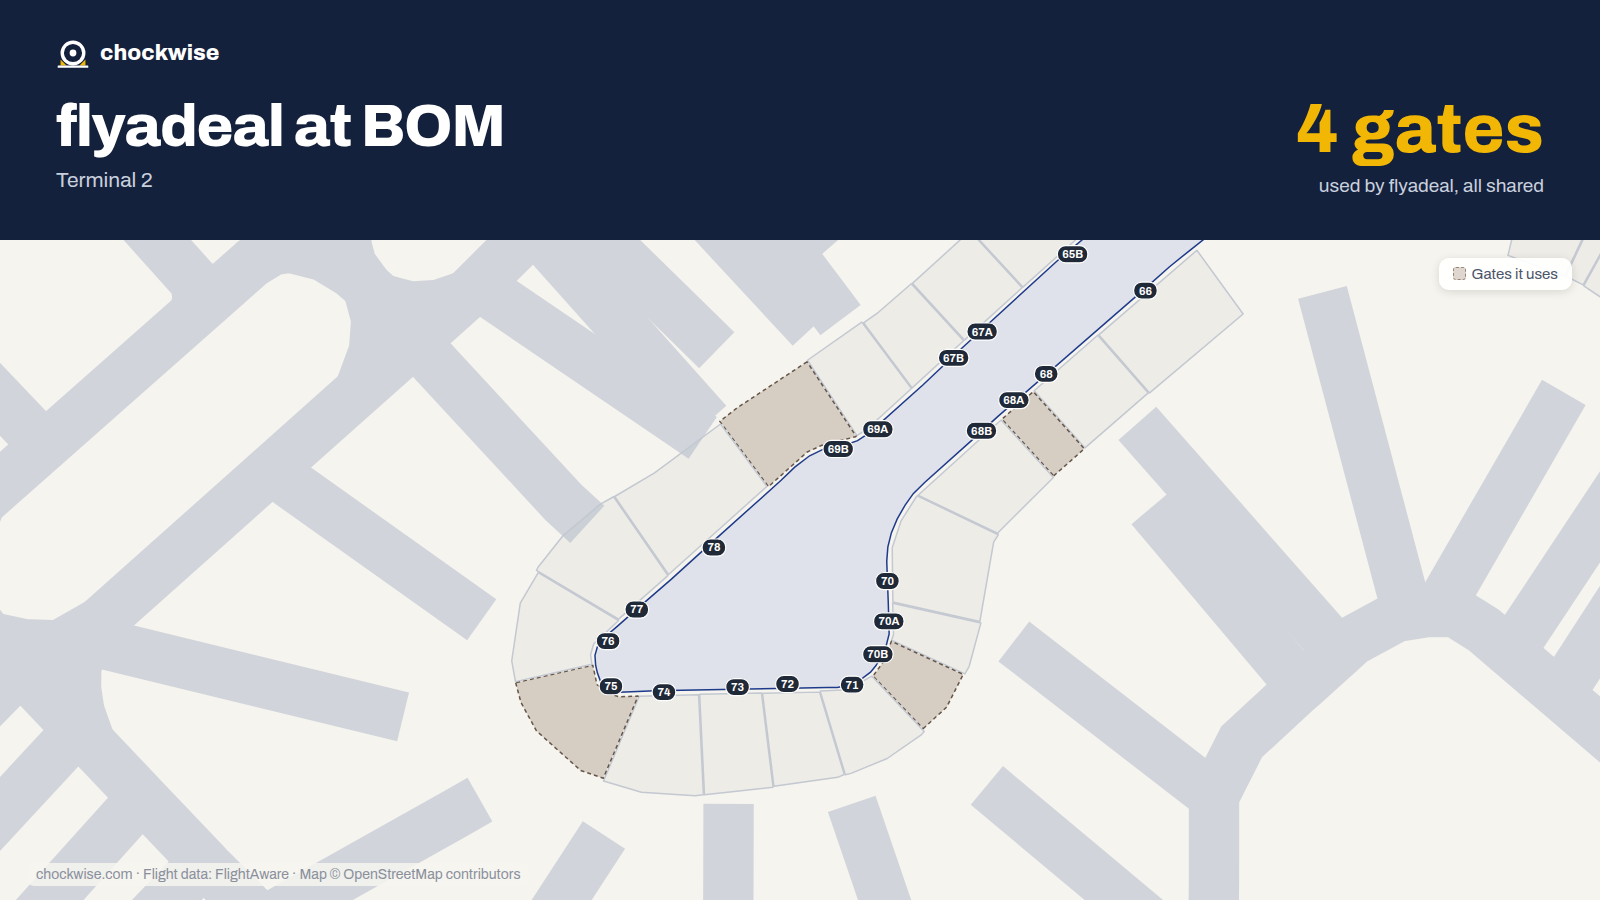 chockwise
flyadeal at BOM
Terminal 2
4 gates
used by flyadeal, all shared
Gates it uses
65B
66
67A
67B
68
68A
69A
68B
69B
78
70
77
70A
76
70B
75
74
73
72
71
chockwise.com · Flight data: FlightAware · Map © OpenStreetMap contributors